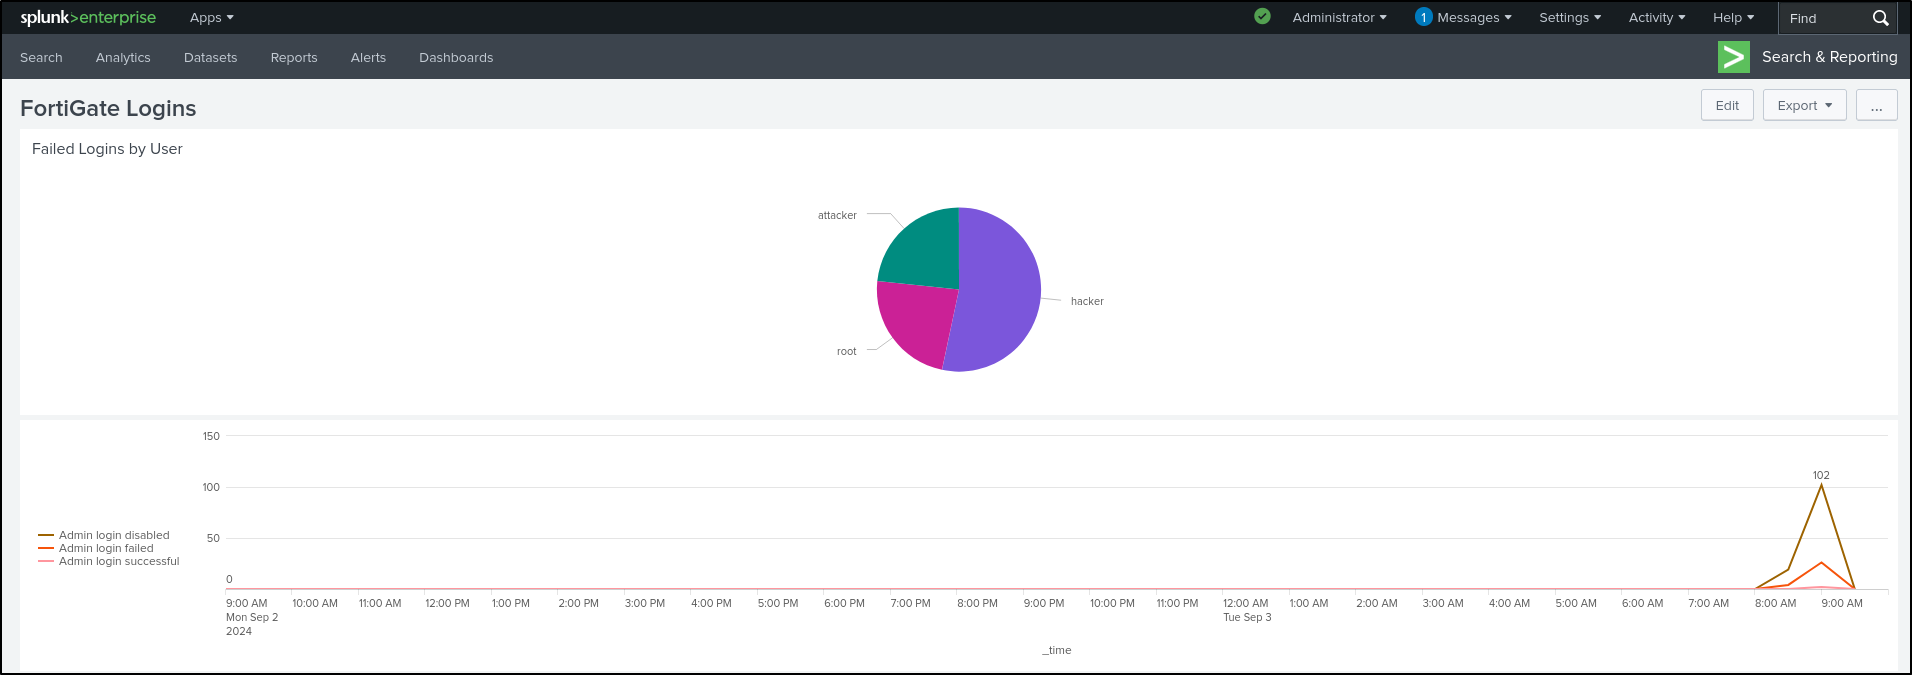 splunk>enterprise Apps Administrator 1 Messages Settings Activity Help Find
Search Analytics Datasets Reports Alerts Dashboards > Search & Reporting
FortiGate Logins Edit Export ...
Failed Logins by User
attacker
hacker
root
150
102
100
50
Admin login disabled
Admin login failed
Admin login successful
0
9:00 AM 10:00 AM 11:00 AM 12:00 PM 1:00 PM 2:00 PM 3:00 PM 4:00 PM 5:00 PM 6:00 PM 7:00 PM 8:00 PM 9:00 PM 10:00 PM 11:00 PM 12:00 AM 1:00 AM 2:00 AM 3:00 AM 4:00 AM 5:00 AM 6:00 AM 7:00 AM 8:00 AM 9:00 AM
Mon Sep 2 Tue Sep 3
2024
_time